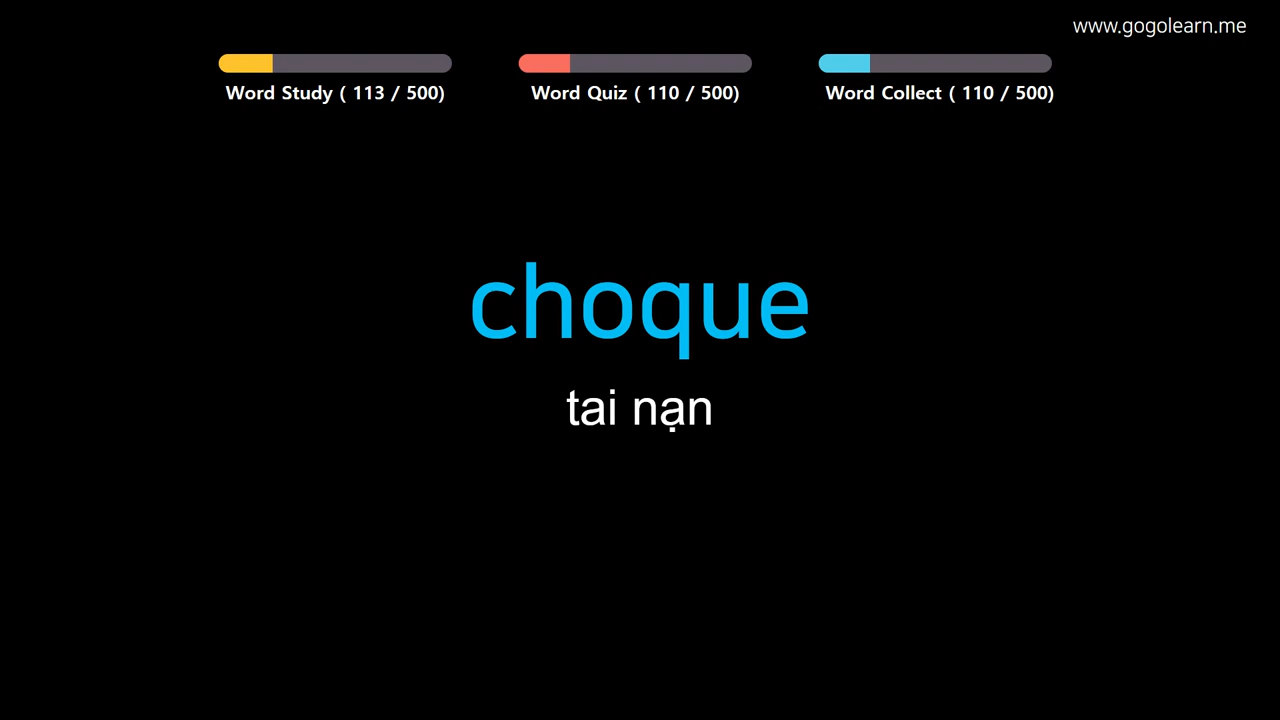 www.gogolearn.me
Word Study ( 113 / 500)
Word Quiz ( 110 / 500)
Word Collect ( 110 / 500)
choque
tai nạn